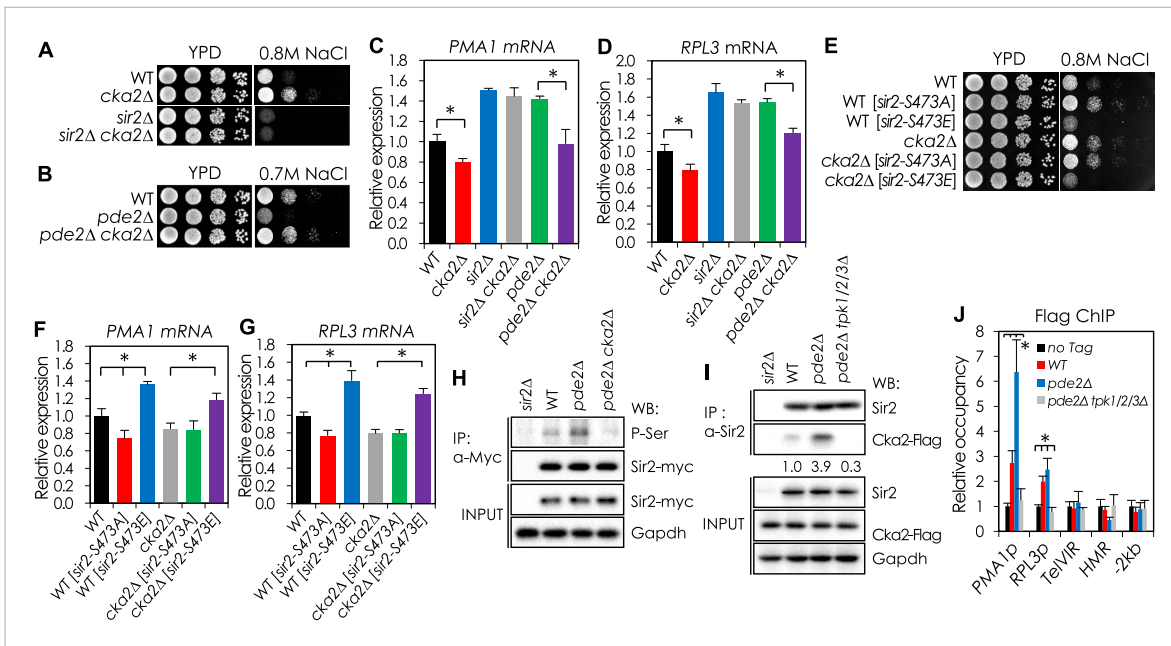 A
YPD 0.8M NaCl
WT
cka2Δ
sir2Δ
sir2Δ cka2Δ
B
YPD 0.7M NaCl
WT
pde2Δ
pde2Δ cka2Δ
C PMA1 mRNA
Relative expression
1.6
1.4
1.2
1.0
0.8
0.6
0.4
0.2
0.0
* *
WT
cka2Δ
sir2Δ
sir2Δ cka2Δ
pde2Δ
pde2Δ cka2Δ
D RPL3 mRNA
Relative expression
2.0
1.8
1.6
1.4
1.2
1.0
0.8
0.6
0.4
0.2
0.0
* *
WT
cka2Δ
sir2Δ
sir2Δ cka2Δ
pde2Δ
pde2Δ cka2Δ
E
YPD 0.8M NaCl
WT
WT [sir2-S473A]
WT [sir2-S473E]
cka2Δ
cka2Δ [sir2-S473A]
cka2Δ [sir2-S473E]
F PMA1 mRNA
Relative expression
1.8
1.6
1.4
1.2
1.0
0.8
0.6
0.4
0.2
0.0
* *
WT
WT [sir2-S473A]
WT [sir2-S473E]
cka2Δ
cka2Δ [sir2-S473A]
cka2Δ [sir2-S473E]
G RPL3 mRNA
Relative expression
1.8
1.6
1.4
1.2
1.0
0.8
0.6
0.4
0.2
0.0
* *
WT
WT [sir2-S473A]
WT [sir2-S473E]
cka2Δ
cka2Δ [sir2-S473A]
cka2Δ [sir2-S473E]
H
sir2Δ
WT
pde2Δ
pde2Δ cka2Δ
WB:
IP:
a-Myc
P-Ser
Sir2-myc
INPUT
Sir2-myc
Gapdh
I
sir2Δ
WT
pde2Δ
pde2Δ tpk1/2/3Δ
WB:
IP :
a-Sir2
Sir2
Cka2-Flag
1.0 3.9 0.3
INPUT
Sir2
Cka2-Flag
Gapdh
J Flag ChIP
Relative occupancy
8
7
6
5
4
3
2
1
0
*
*
no Tag
WT
pde2Δ
pde2Δ tpk1/2/3Δ
PMA1p
RPL3p
TelVIR
HMR
-2Kb